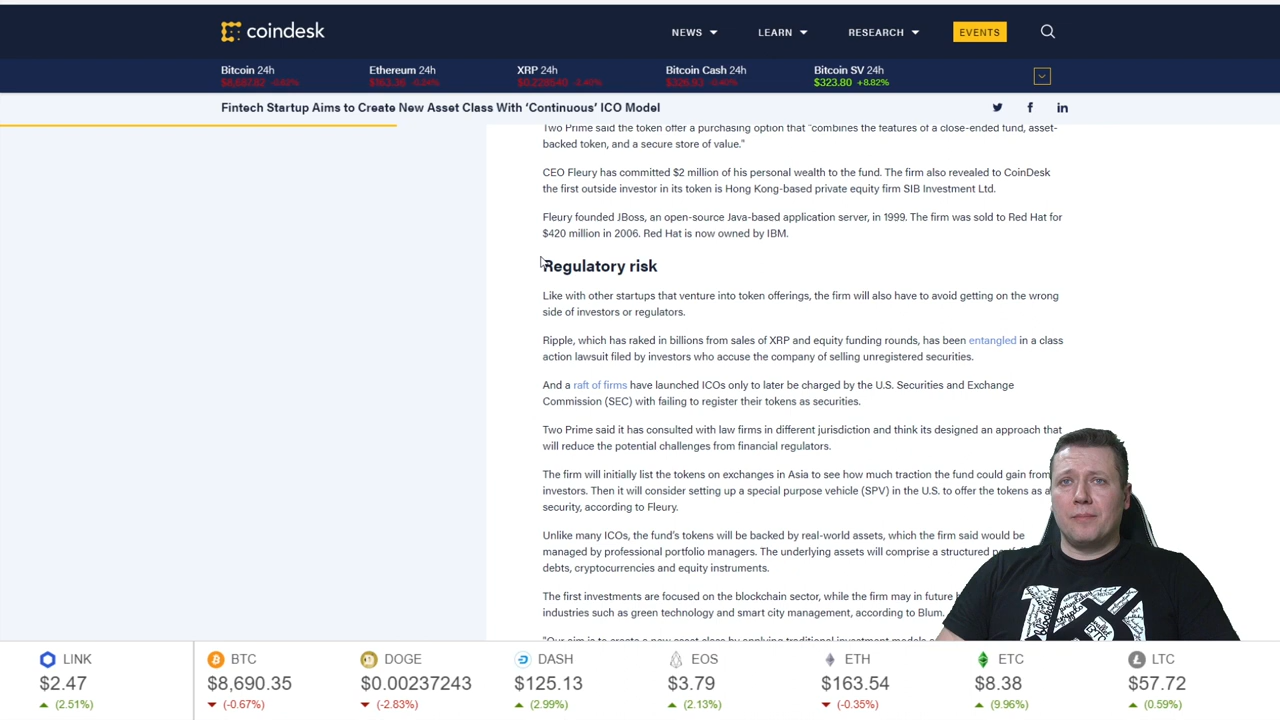 coindesk
NEWS LEARN RESEARCH EVENTS
Bitcoin 24h Ethereum 24h XRP 24h Bitcoin Cash 24h Bitcoin SV 24h
$323.80 +8.82%
Fintech Startup Aims to Create New Asset Class With ‘Continuous’ ICO Model
Two Prime said the token offer a purchasing option that "combines the features of a close-ended fund, asset-
backed token, and a secure store of value."
CEO Fleury has committed $2 million of his personal wealth to the fund. The firm also revealed to CoinDesk
the first outside investor in its token is Hong Kong-based private equity firm SIB Investment Ltd.
Fleury founded JBoss, an open-source Java-based application server, in 1999. The firm was sold to Red Hat for
$420 million in 2006. Red Hat is now owned by IBM.
Regulatory risk
Like with other startups that venture into token offerings, the firm will also have to avoid getting on the wrong
side of investors or regulators.
Ripple, which has raked in billions from sales of XRP and equity funding rounds, has been entangled in a class
action lawsuit filed by investors who accuse the company of selling unregistered securities.
And a raft of firms have launched ICOs only to later be charged by the U.S. Securities and Exchange
Commission (SEC) with failing to register their tokens as securities.
Two Prime said it has consulted with law firms in different jurisdiction and think its designed an approach that
will reduce the potential challenges from financial regulators.
The firm will initially list the tokens on exchanges in Asia to see how much traction the fund could gain from
investors. Then it will consider setting up a special purpose vehicle (SPV) in the U.S. to offer the tokens as a
security, according to Fleury.
Unlike many ICOs, the fund's tokens will be backed by real-world assets, which the firm said would be
managed by professional portfolio managers. The underlying assets will comprise a structured
debts, cryptocurrencies and equity instruments.
The first investments are focused on the blockchain sector, while the firm may in future
industries such as green technology and smart city management, according to Blum.
"Our aim is to create a new asset class by applying traditional investment models
LINK BTC DOGE DASH EOS ETH ETC LTC
$2.47 $8,690.35 $0.00237243 $125.13 $3.79 $163.54 $8.38 $57.72
(2.51%) (-0.67%) (-2.83%) (2.99%) (2.13%) (-0.35%) (9.96%) (0.59%)